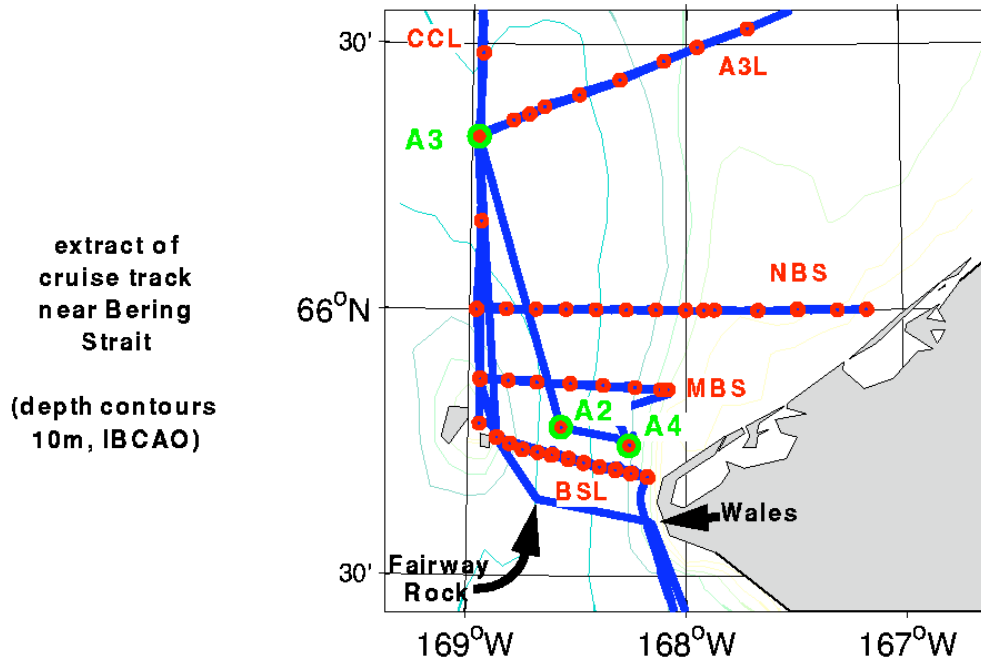 extract of
cruise track
near Bering
Strait
(depth contours
10m, IBCAO)
CCL
30'
A3L
A3
NBS
66°N
MBS
A2
A4
BSL
Wales
Fairway
Rock
30'
169°W
168°W
167°W